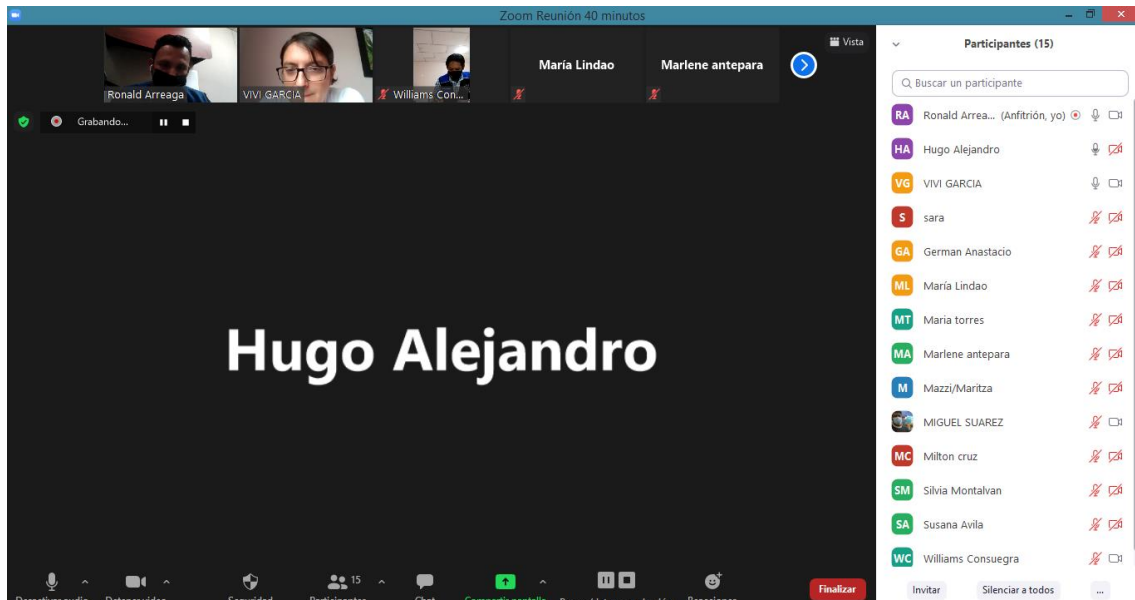 Zoom Reunión 40 minutos
Ronald Arreaga
VIVI GARCIA
Williams Con...
María Lindao
Marlene antepara
Vista
Grabando...
Hugo Alejandro
Participantes (15)
Buscar un participante
RA Ronald Arrea... (Anfitrión, yo)
HA Hugo Alejandro
VG VIVI GARCIA
S sara
GA German Anastacio
ML María Lindao
MT Maria torres
MA Marlene antepara
M Mazzi/Maritza
MIGUEL SUAREZ
MC Milton cruz
SM Silvia Montalvan
SA Susana Avila
WC Williams Consuegra
15
Finalizar
Invitar
Silenciar a todos
...